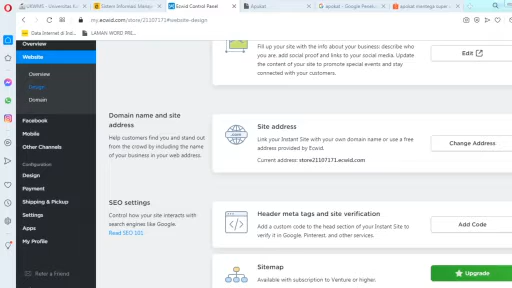 UKWMS - Universitas K
Sistem Informasi Manaj
Ecwid Control Panel
Apobat
apobat - Google Penelu
apobat mentega super
my.ecwid.com/store/21107171#website-design
Data Internet di Ind
LAMAN WORD PRE...
Overview
Website
Overview
Design
Domain
Facebook
Mobile
Other Channels
Configuration
Design
Payment
Shipping & Pickup
Settings
Apps
My Profile
Refer a Friend
Fill up your site with the info about your business: describe who
you are, add social proof and links to your social media. Update
the content of your site to promote special events and stay
connected with your customers.
Edit
Domain name and site
address
Help customers find you and stand out
from the crowd by including the name
of your business in your web address.
Site address
Link your Instant Site with your own domain name or use a free
address provided by Ecwid.
Current address: store21107171.ecwid.com
Change Address
SEO settings
Control how your site interacts with
search engines like Google.
Read SEO 101
Header meta tags and site verification
Add a custom code to the head section of your Instant Site to
verify it in Google, Pinterest, and other services.
Add Code
Sitemap
Available with subscription to Venture or higher.
Upgrade